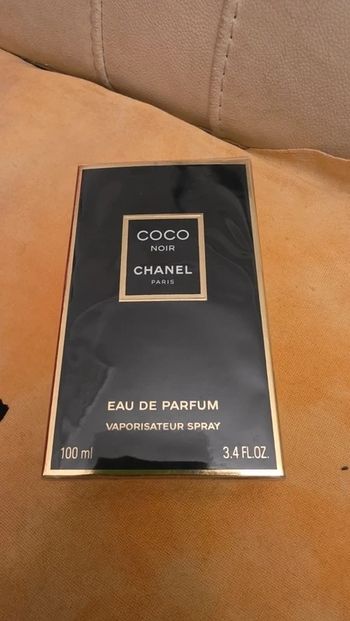 COCO
NOIR
CHANEL
PARIS
EAU DE PARFUM
VAPORISATEUR SPRAY
100 ml 3.4 FL.OZ.